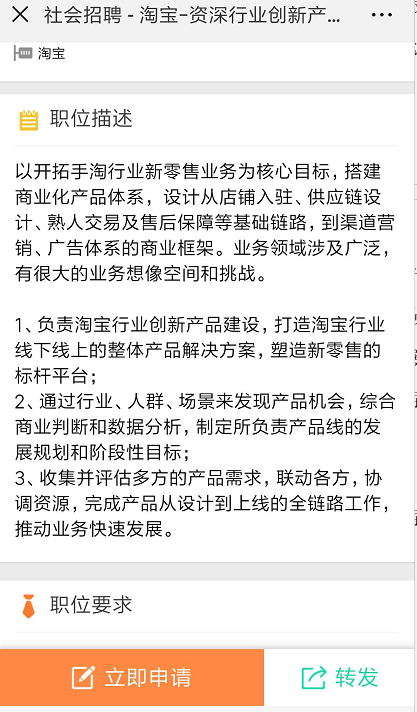 社会招聘 - 淘宝-资深行业创新产...
淘宝
职位描述
以开拓手淘行业新零售业务为核心目标，搭建
商业化产品体系，设计从店铺入驻、供应链设
计、熟人交易及售后保障等基础链路，到渠道营
销、广告体系的商业框架。业务领域涉及广泛，
有很大的业务想像空间和挑战。
1、负责淘宝行业创新产品建设，打造淘宝行业
线下线上的整体产品解决方案，塑造新零售的
标杆平台；
2、通过行业、人群、场景来发现产品机会，综合
商业判断和数据分析，制定所负责产品线的发
展规划和阶段性目标；
3、收集并评估多方的产品需求，联动各方，协
调资源，完成产品从设计到上线的全链路工作，
推动业务快速发展。
职位要求
立即申请
转发